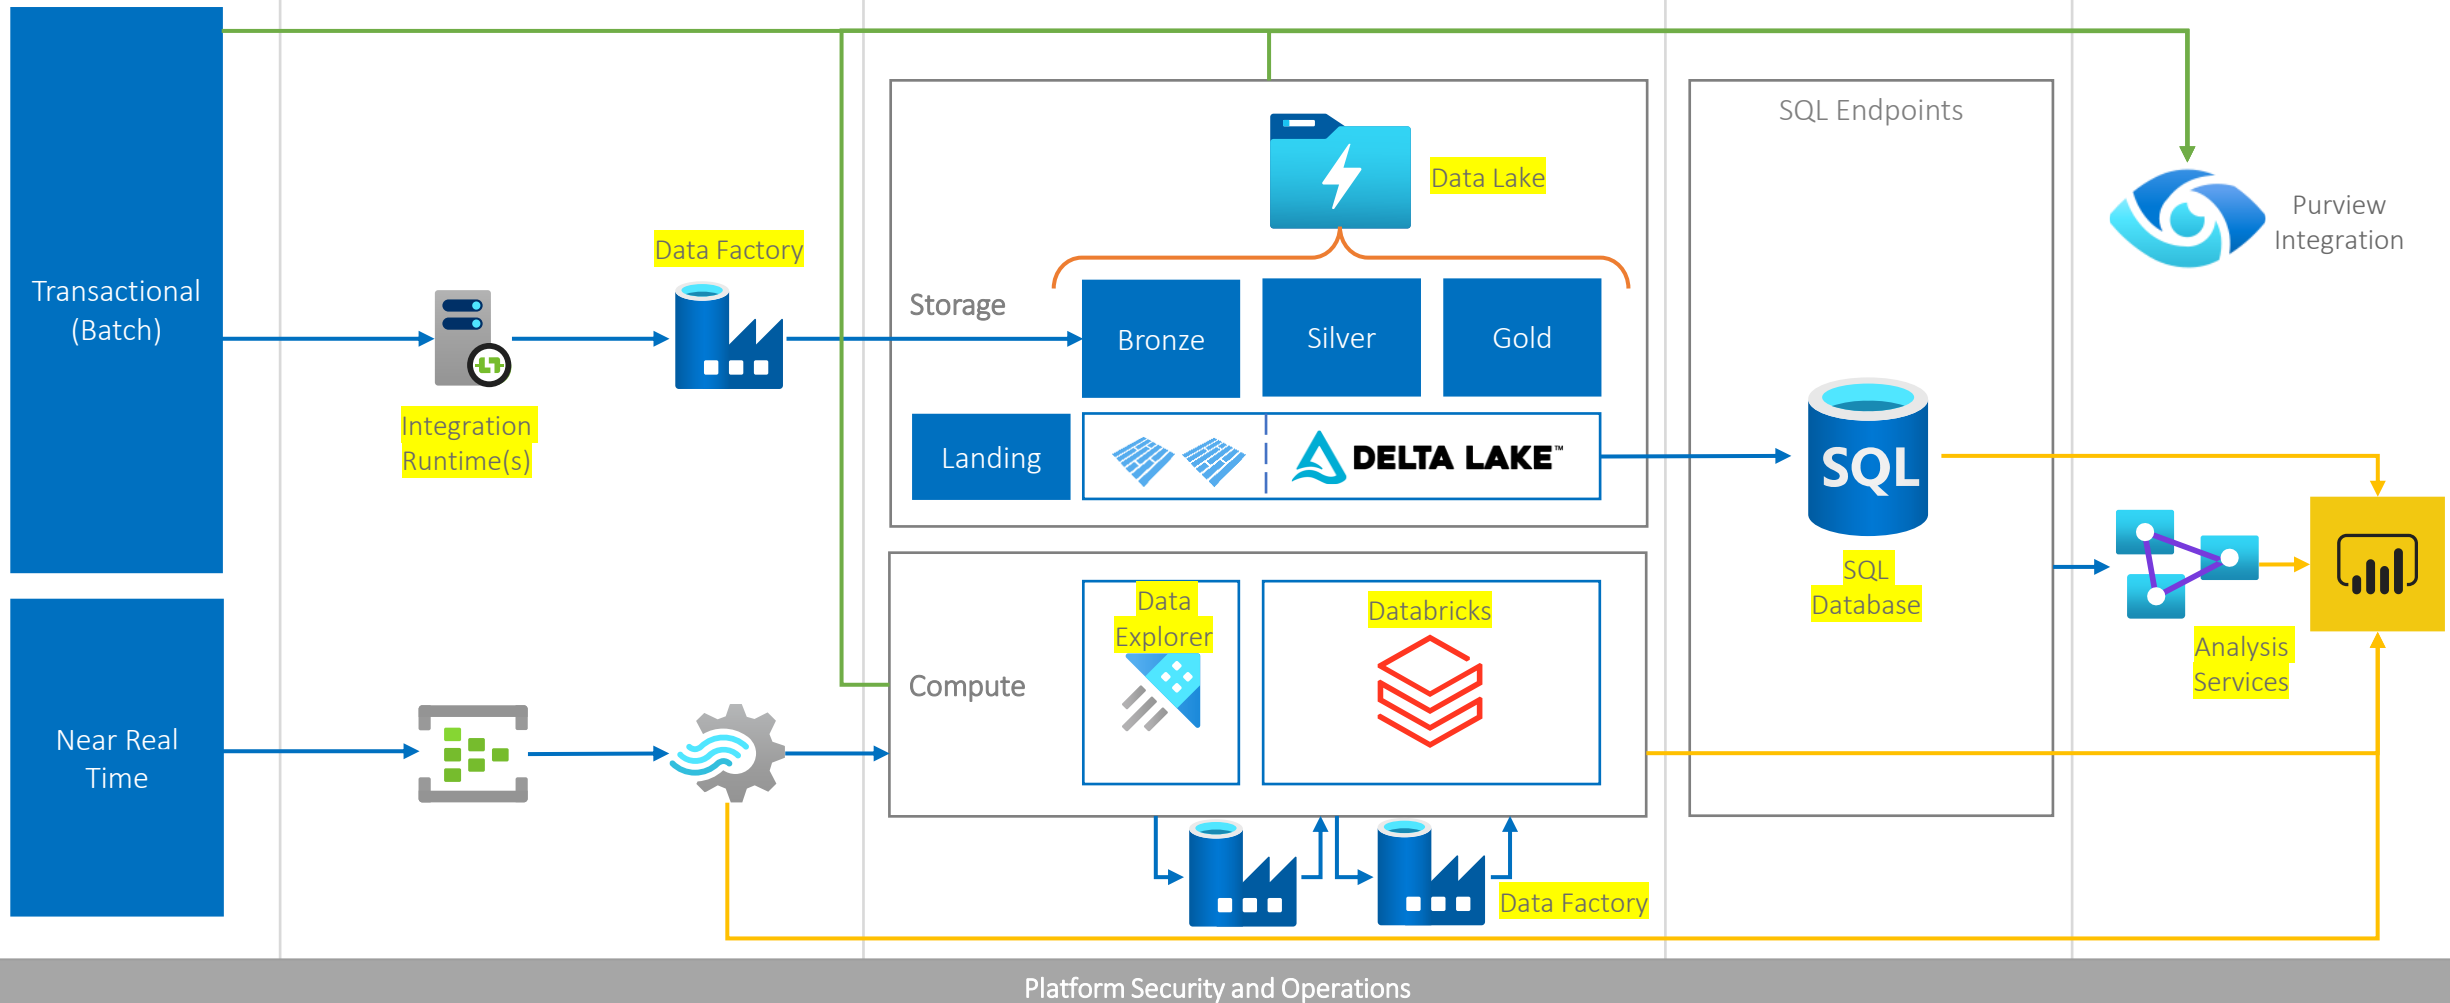 Transactional
(Batch)
Near Real
Time
Integration
Runtime(s)
Data Factory
Storage
Data Lake
Bronze
Silver
Gold
Landing
DELTA LAKE™
Compute
Data
Explorer
Databricks
Data Factory
SQL Endpoints
SQL
SQL
Database
Purview
Integration
Analysis
Services
Platform Security and Operations